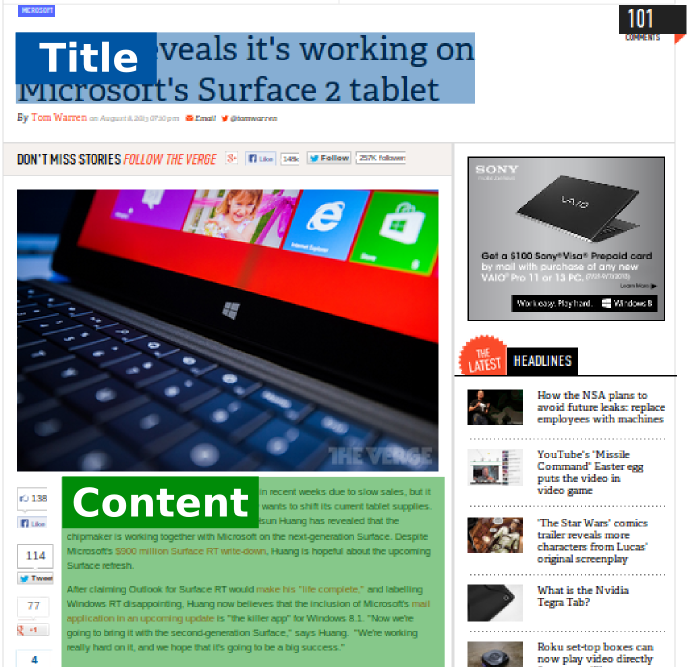 MICROSOFT
101
COMMENTS
Title
eveals it's working on
Microsoft's Surface 2 tablet
By Tom Warren on August 8, 2013 07:10 pm Email @tomwarren
DON'T MISS STORIES FOLLOW THE VERGE
Like
148k
Follow
257K followers
SONY
VAIO
Get a $100 Sony® Visa® Prepaid card
by mail with purchase of any new
VAIO® Pro 11 or 13 PC.
Learn More
Work easy. Play hard. Windows 8
Internet Explorer
Store
THE VERGE
THE LATEST HEADLINES
How the NSA plans to
avoid future leaks: replace
employees with machines
YouTube's 'Missile
Command' Easter egg
puts the video in
video game
'The Star Wars' comics
trailer reveals more
characters from Lucas'
original screenplay
What is the Nvidia
Tegra Tab?
Roku set-top boxes can
now play video directly
138
Like
114
Tweet
77
+1
4
Content
in recent weeks due to slow sales, but it
wants to shift its current tablet supplies.
sun Huang has revealed that the
chipmaker is working together with Microsoft on the next-generation Surface. Despite
Microsoft's $900 million Surface RT write-down, Huang is hopeful about the upcoming
Surface refresh.
After claiming Outlook for Surface RT would make his "life complete," and labelling
Windows RT disappointing, Huang now believes that the inclusion of Microsoft's mail
application in an upcoming update is "the killer app" for Windows 8.1. "Now we're
going to bring it with the second-generation Surface," says Huang. "We're working
really hard on it, and we hope that it's going to be a big success."